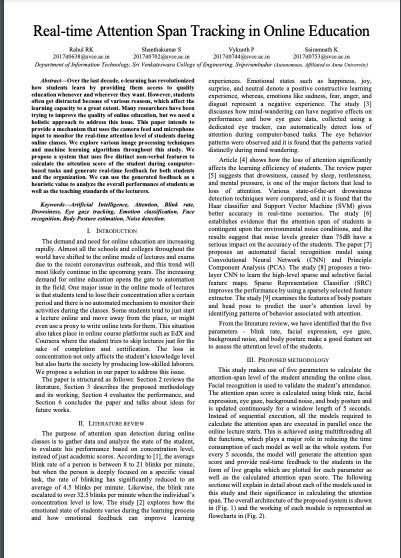 Real-time Attention Span Tracking in Online Education
Rahul RK
2017it0638@svce.ac.in
Shanthakumar S
2017it0702@svce.ac.in
Vykunth P
2017it0744@svce.ac.in
Sairamnath K
2017it0753@svce.ac.in
Department of Information Technology, Sri Venkateswara College of Engineering, Sriperumbudur (Autonomous, Affiliated to Anna University)
Abstract—Over the last decade, e-learning has revolutionized
how students learn by providing them access to quality
education whenever and wherever they want. However, students
often get distracted because of various reasons, which affect the
learning capacity to a great extent. Many researchers have been
trying to improve the quality of online education, but we need a
holistic approach to address this issue. This paper intends to
provide a mechanism that uses the camera feed and microphone
input to monitor the real-time attention level of students during
online classes. We explore various image processing techniques
and machine learning algorithms throughout this study. We
propose a system that uses five distinct non-verbal features to
calculate the attention score of the student during computer-
based tasks and generate real-time feedback for both students
and the organization. We can use the generated feedback as a
heuristic value to analyze the overall performance of students as
well as the teaching standards of the lecturers.
Keywords—Artificial Intelligence, Attention, Blink rate,
Drowsiness, Eye gaze tracking, Emotion classification, Face
recognition, Body Posture estimation, Noise detection.
I. INTRODUCTION
The demand and need for online education are increasing
rapidly. Almost all the schools and colleges throughout the
world have shifted to the online mode of lectures and exams
due to the recent coronavirus outbreak, and this trend will
most likely continue in the upcoming years. The increasing
demand for online education opens the gate to automation in
the field. One major issue in the online mode of lectures is
that students tend to lose their concentration after a certain
period and there is no automated mechanism to monitor their
activities during the classes. Some students tend to just start
a lecture online and move away from the place, or might
even use a proxy to write online tests for them. This situation
also takes place in online course platforms such as EdX and
Coursera where the student tries to skip lectures just for the
sake of completion and certification. The loss in
concentration not only affects the student's knowledge level
but also hurts the society by producing low-skilled laborers.
We propose a solution in our paper to address this issue.
The paper is structured as follows: Section 2 reviews the
literature, Section 3 describes the proposed methodology
and its working, Section 4 evaluates the performance, and
Section 6 concludes the paper and talks about ideas for
future works.
II. LITERATURE REVIEW
The purpose of attention span detection during online
classes is to gather data and analyze the state of the student,
to evaluate his performance based on concentration level,
instead of just academic scores. According to [1], the average
blink rate of a person is between 8 to 21 blinks per minute,
but when the person is deeply focused on a specific visual
task, the rate of blinking has significantly reduced to an
average of 4.5 blinks per minute. Likewise, the blink rate
escalated to over 32.5 blinks per minute when the individual's
concentration level is low. The study [2] explores how the
emotional state of students varies during the learning process
and how emotional feedback can improve learning
experiences. Emotional states such as happiness, joy,
surprise, and neutral denote a positive constructive learning
experience, whereas, emotions like sadness, fear, anger, and
disgust represent a negative experience. The study [3]
discusses how mind-wandering can have negative effects on
performance and how eye gaze data, collected using a
dedicated eye tracker, can automatically detect loss of
attention during computer-based tasks. The eye behavior
patterns were observed and it is found that the patterns varied
distinctly during mind wandering.
Article [4] shows how the loss of attention significantly
affects the learning efficiency of students. The review paper
[5] suggests that drowsiness, caused by sleep, restlessness,
and mental pressure, is one of the major factors that lead to
loss of attention. Various state-of-the-art drowsiness
detection techniques were compared, and it is found that the
Haar classifier and Support Vector Machine (SVM) gives
better accuracy in real-time scenarios. The study [6]
establishes the evidence that the attention span of students is
contingent upon the environmental noise conditions, and the
results suggest that noise levels greater than 75dB have a
serious impact on the accuracy of the students. The paper [7]
proposes an automated facial recognition model using
Convolutional Neural Network (CNN) and Principle
Component Analysis (PCA). The study [8] proposes a two-
layer CNN to learn the high-level sparse and selective facial
feature maps. Sparse Representation Classifier (SRC)
improves the performance by using a sparsely selected feature
extractor. The study [9] examines the features of body posture
and head pose to predict the user's attention level by
identifying patterns of behavior associated with attention.
From the literature review, we have identified that the five
parameters - blink rate, facial expression, eye gaze,
background noise, and body posture make a good feature set
to assess the attention level of the students.
III. PROPOSED METHODOLOGY
This study makes use of five parameters to calculate the
attention-span level of the student attending the online class.
Facial recognition is used to validate the student's attendance.
The attention span score is calculated using blink rate, facial
expression, eye gaze, background noise, and body posture and
is updated continuously for a window length of 5 seconds.
Instead of sequential execution, all the models required to
calculate the attention span are executed in parallel once the
online lecture starts. This is achieved using multithreading all
the functions, which plays a major role in reducing the time
consumption of each model as well as the whole system. For
every 5 seconds, the model will generate the attention span
score and provide real-time feedback to the students in the
form of live graphs which are plotted for each parameter as
well as the calculated attention span score. The following
sections will explain in detail about each of the models used in
this study and their significance in calculating the attention
span. The overall architecture of the proposed system is shown
in (Fig. 1) and the working of each module is represented as
flowcharts in (Fig. 2).